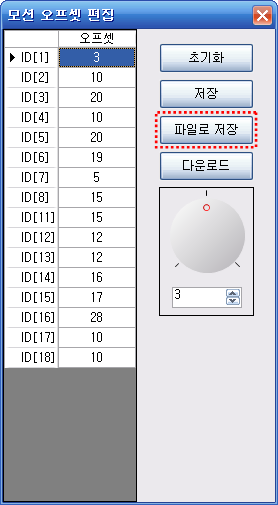 모션 오프셋 편집
오프셋
ID[1] 3
ID[2] 10
ID[3] 20
ID[4] 10
ID[5] 20
ID[6] 19
ID[7] 5
ID[8] 15
ID[11] 15
ID[12] 12
ID[13] 12
ID[14] 16
ID[15] 17
ID[16] 28
ID[17] 10
ID[18] 10
초기화
저장
파일로 저장
다운로드
3